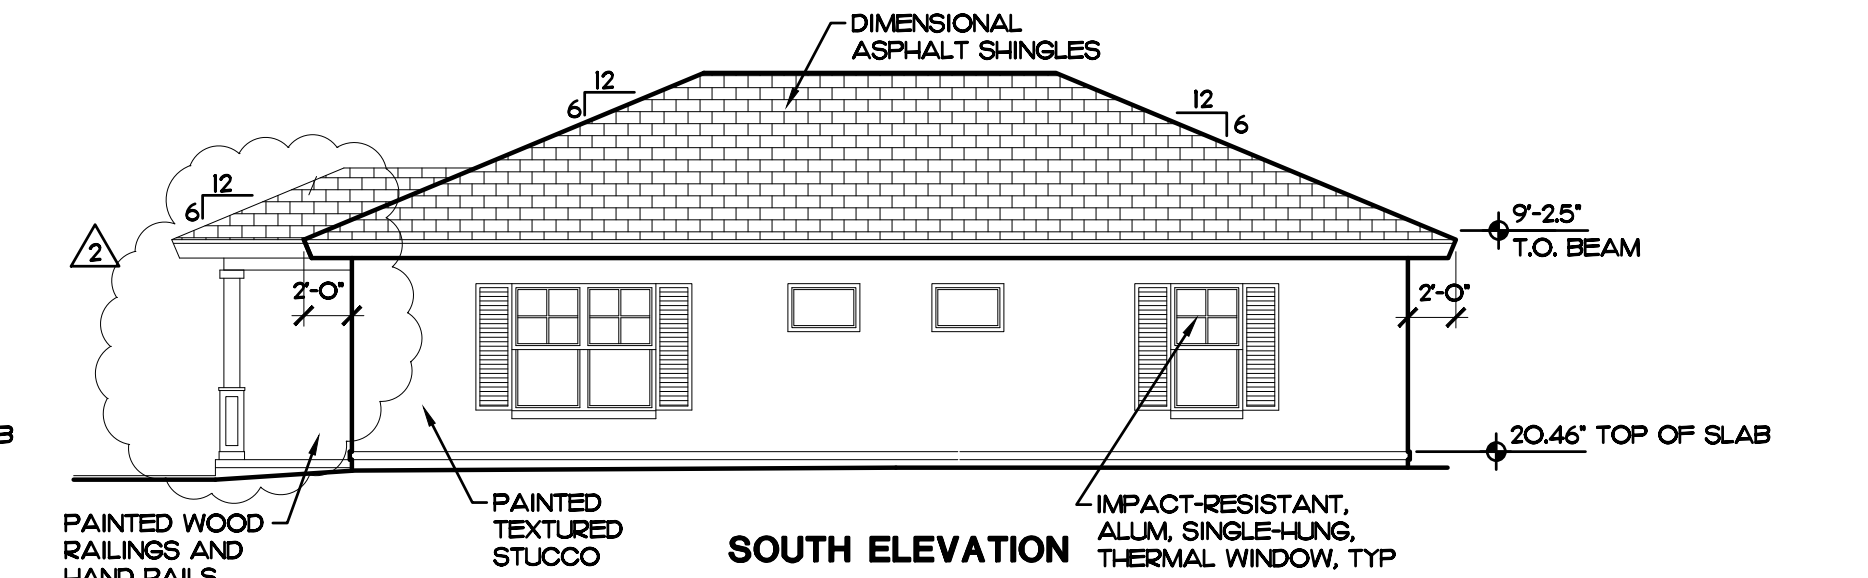 DIMENSIONAL
ASPHALT SHINGLES
12
6
12
6
12
6
2
9'-2.5"
T.O. BEAM
2'-0"
2'-0"
B
20.46" TOP OF SLAB
PAINTED WOOD
RAILINGS AND
HAND RAILS
PAINTED
TEXTURED
STUCCO
SOUTH ELEVATION
IMPACT-RESISTANT,
ALUM, SINGLE-HUNG,
THERMAL WINDOW, TYP